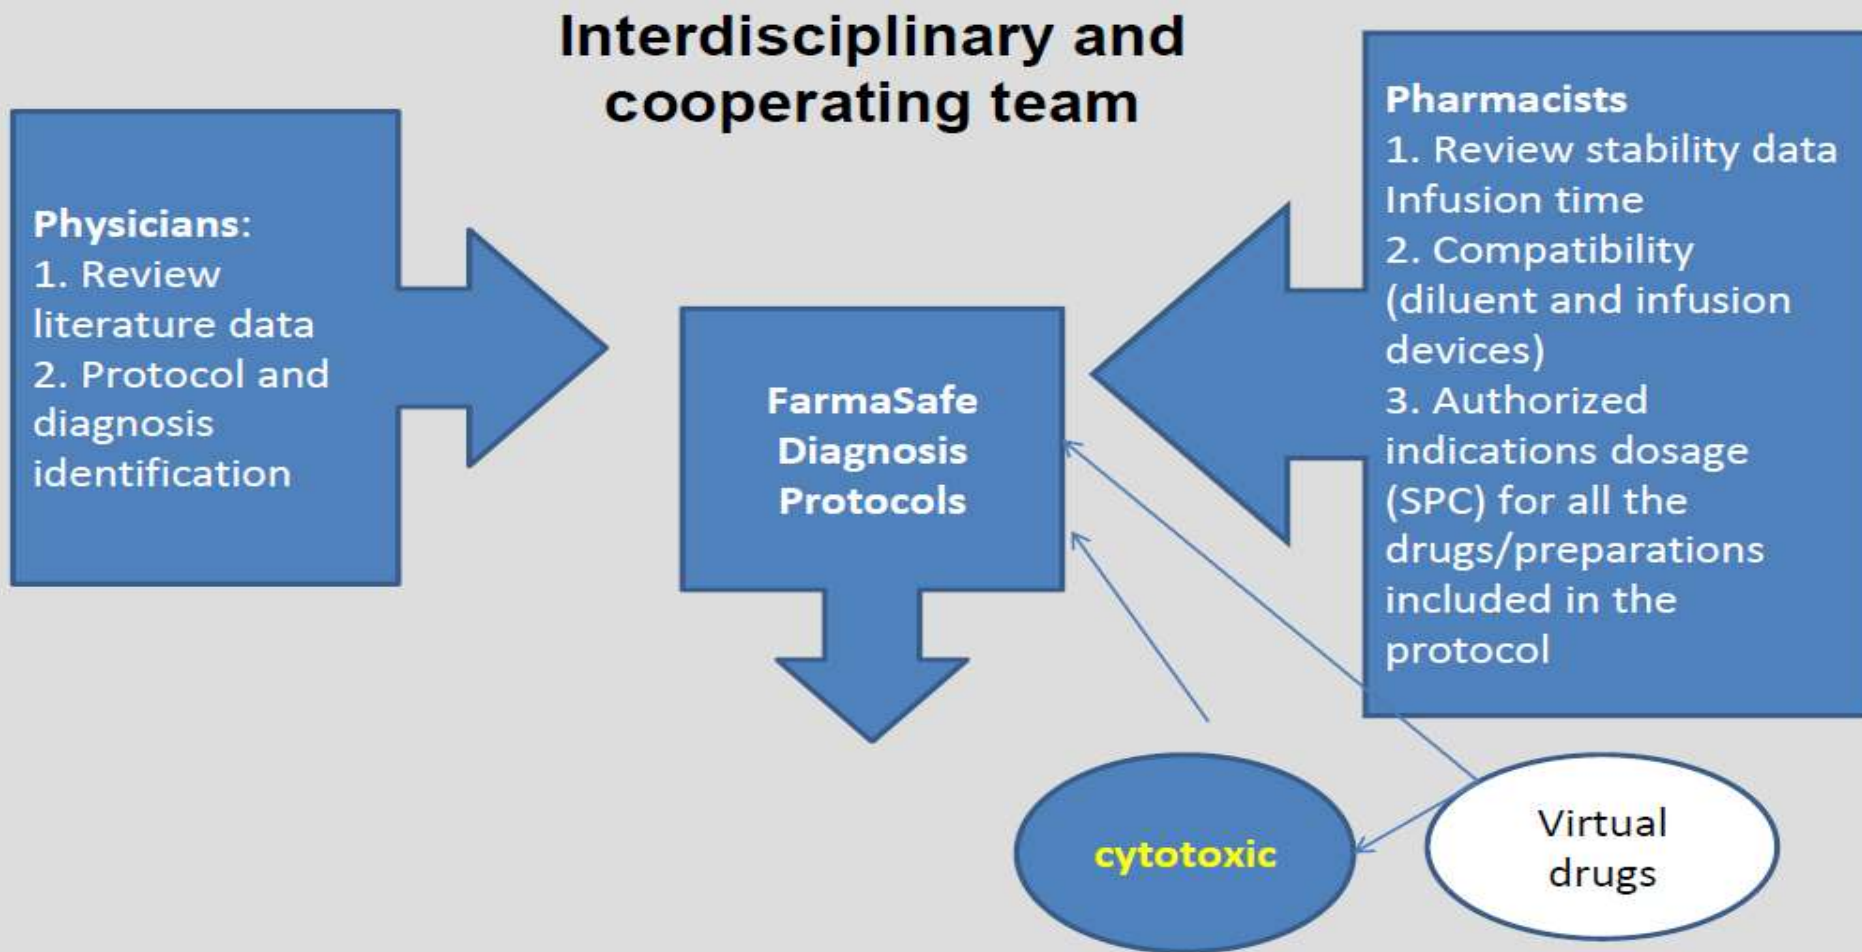 Interdisciplinary and
cooperating team
Physicians:
1. Review
literature data
2. Protocol and
diagnosis
identification
FarmaSafe
Diagnosis
Protocols
Pharmacists
1. Review stability data
Infusion time
2. Compatibility
(diluent and infusion
devices)
3. Authorized
indications dosage
(SPC) for all the
drugs/preparations
included in the
protocol
cytotoxic
Virtual
drugs